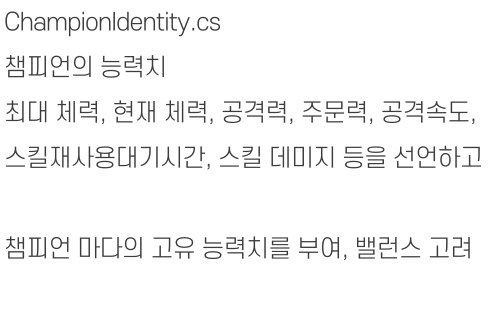 ChampionIdentity.cs
챔피언의 능력치
최대 체력, 현재 체력, 공격력, 주문력, 공격속도,
스킬재사용대기시간, 스킬 데미지 등을 선언하고
챔피언 마다의 고유 능력치를 부여, 밸런스 고려